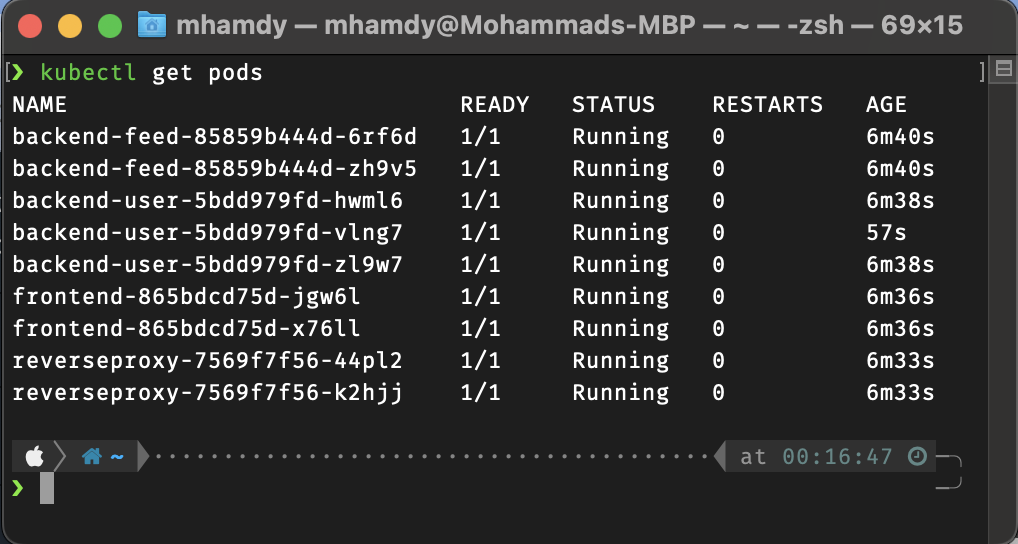 mhamdy — mhamdy@Mohammads-MBP — ~ — -zsh — 69×15
[❯ kubectl get pods ]
NAME READY STATUS RESTARTS AGE
backend-feed-85859b444d-6rf6d 1/1 Running 0 6m40s
backend-feed-85859b444d-zh9v5 1/1 Running 0 6m40s
backend-user-5bdd979fd-hwml6 1/1 Running 0 6m38s
backend-user-5bdd979fd-vlng7 1/1 Running 0 57s
backend-user-5bdd979fd-zl9w7 1/1 Running 0 6m38s
frontend-865bdcd75d-jgw6l 1/1 Running 0 6m36s
frontend-865bdcd75d-x76ll 1/1 Running 0 6m36s
reverseproxy-7569f7f56-44pl2 1/1 Running 0 6m33s
reverseproxy-7569f7f56-k2hjj 1/1 Running 0 6m33s
~ at 00:16:47
❯